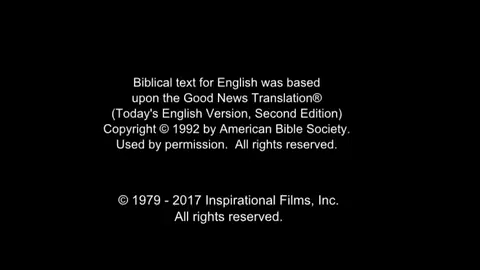 Biblical text for English was based
upon the Good News Translation®
(Today's English Version, Second Edition)
Copyright © 1992 by American Bible Society.
Used by permission.  All rights reserved.
© 1979 - 2017 Inspirational Films, Inc.
All rights reserved.